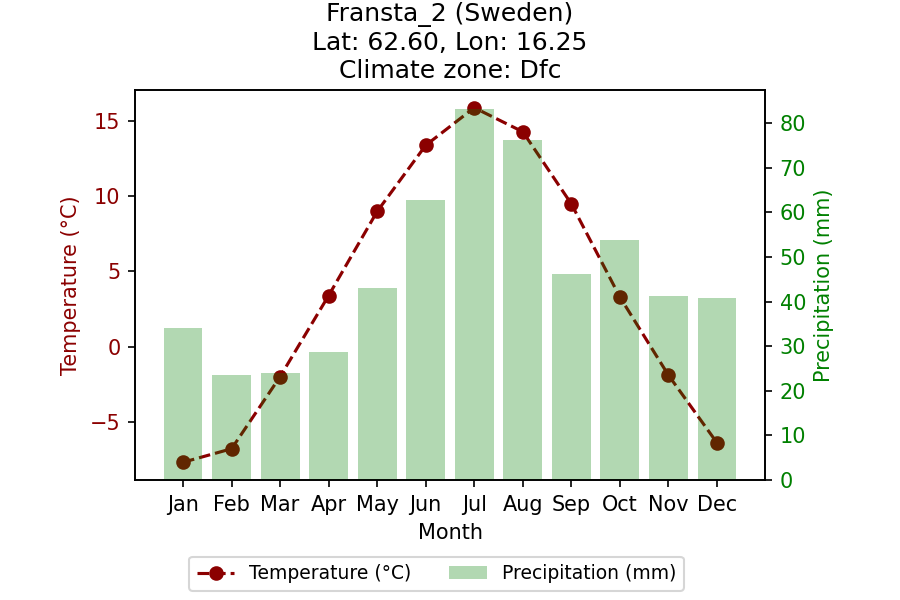 Fransta_2 (Sweden)
Lat: 62.60, Lon: 16.25
Climate zone: Dfc
Temperature (°C)
15
10
5
0
−5
80
70
60
50
40
30
20
10
0
Precipitation (mm)
Jan Feb Mar Apr May Jun Jul Aug Sep Oct Nov Dec
Month
Temperature (°C) Precipitation (mm)